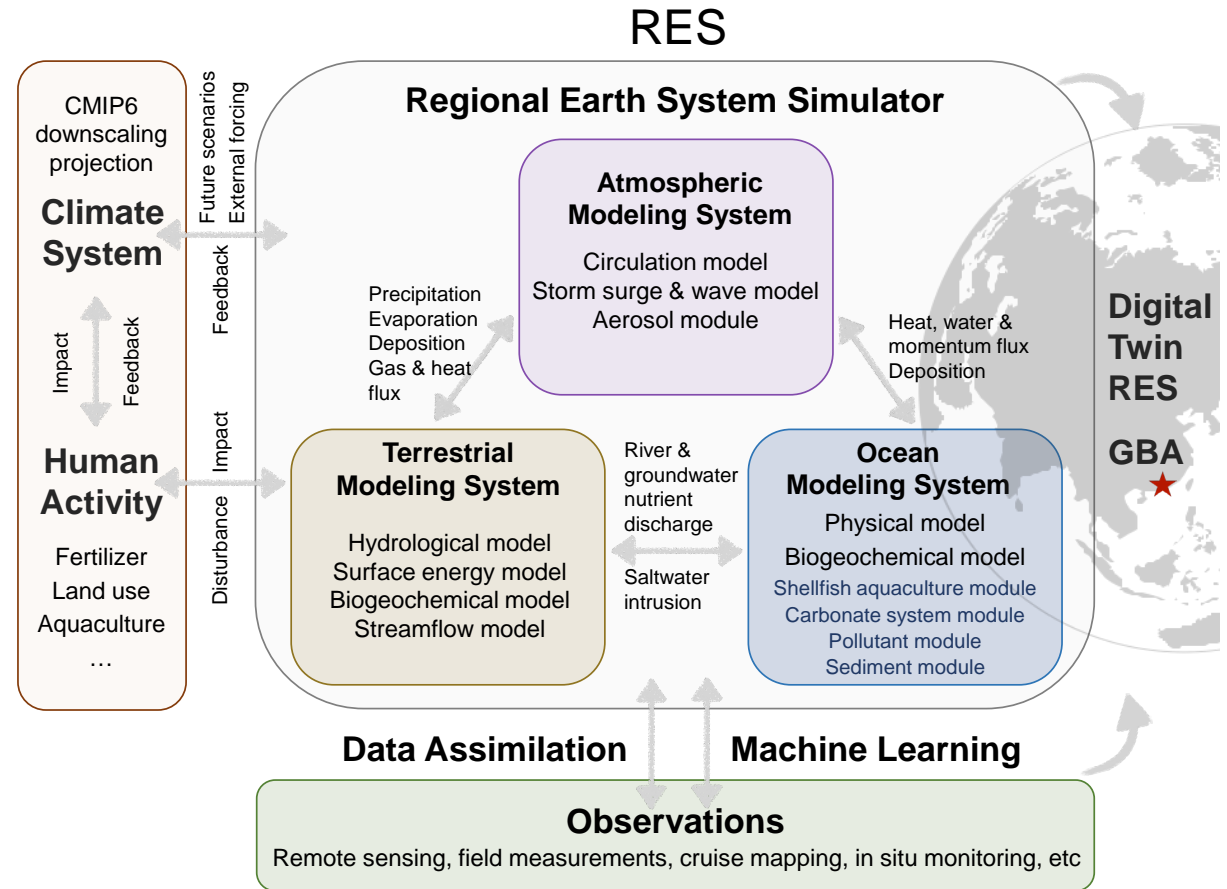 RES
Regional Earth System Simulator
CMIP6
downscaling
projection
Climate
System
Impact
Feedback
Human
Activity
Fertilizer
Land use
Aquaculture
…
Future scenarios
External forcing
Feedback
Impact
Disturbance
Atmospheric
Modeling System
Circulation model
Storm surge & wave model
Aerosol module
Precipitation
Evaporation
Deposition
Gas & heat
flux
Heat, water &
momentum flux
Deposition
Terrestrial
Modeling System
Hydrological model
Surface energy model
Biogeochemical model
Streamflow model
River &
groundwater
nutrient
discharge
Saltwater
intrusion
Ocean
Modeling System
Physical model
Biogeochemical model
Shellfish aquaculture module
Carbonate system module
Pollutant module
Sediment module
Digital
Twin
RES
GBA
Data Assimilation
Machine Learning
Observations
Remote sensing, field measurements, cruise mapping, in situ monitoring, etc